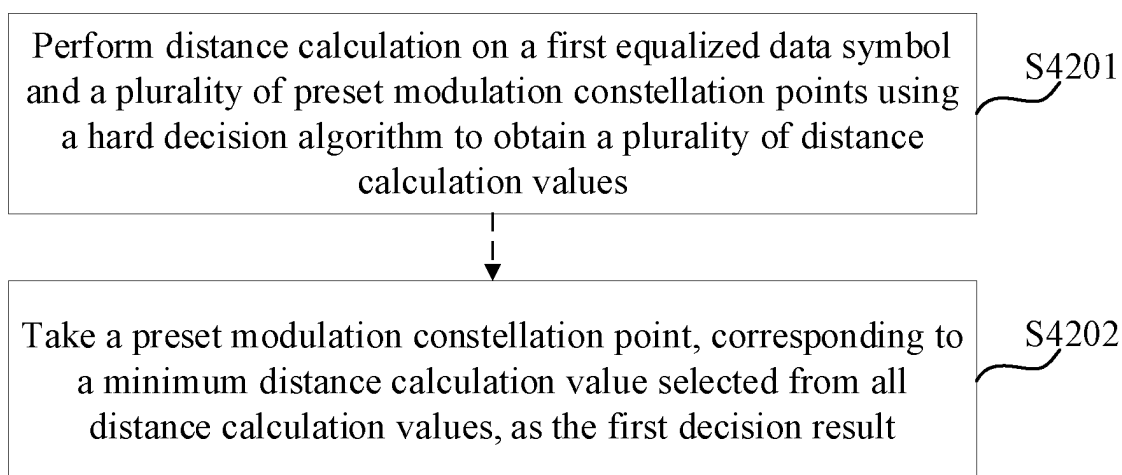 Perform distance calculation on a first equalized data symbol
and a plurality of preset modulation constellation points using
a hard decision algorithm to obtain a plurality of distance
calculation values
S4201
Take a preset modulation constellation point, corresponding to
a minimum distance calculation value selected from all
distance calculation values, as the first decision result
S4202